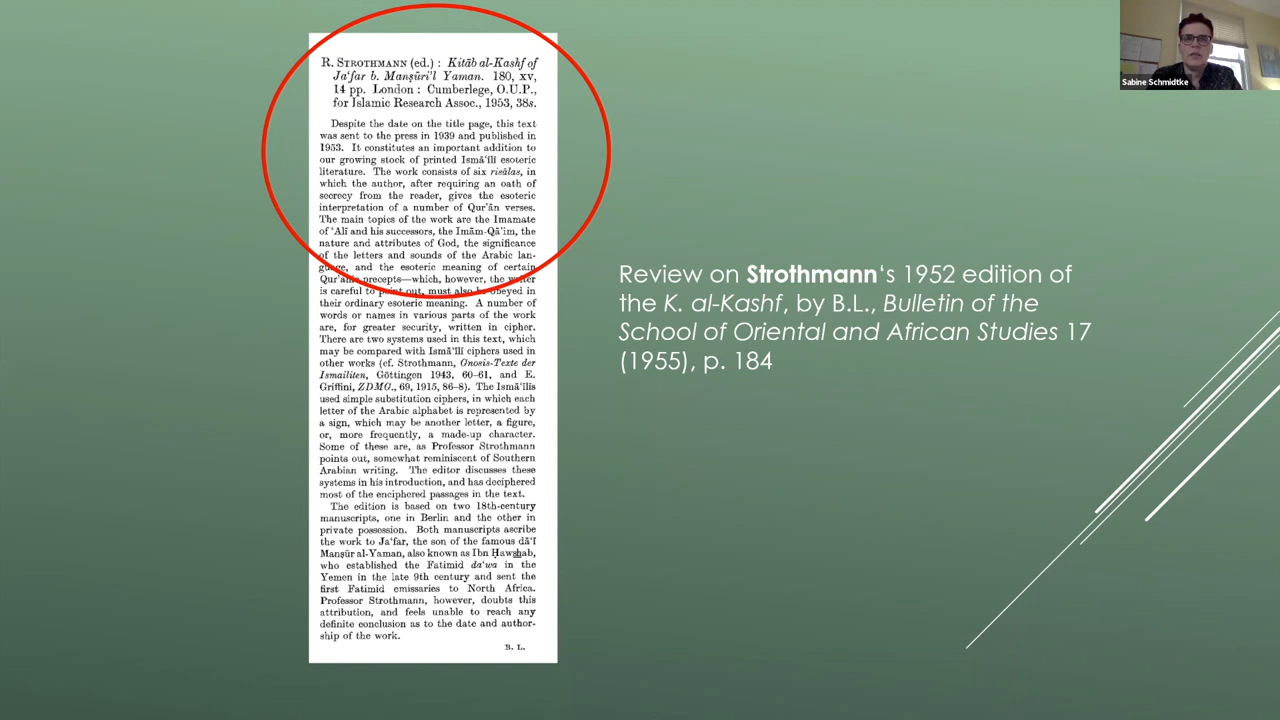 R. STROTHMANN (ed.) : Kitāb al-Kashf of
Ja‘far b. Manṣūri’l Yaman. 180, xv,
14 pp. London : Cumberlege, O.U.P.,
for Islamic Research Assoc., 1953, 38s.
Despite the date on the title page, this text
was sent to the press in 1939 and published in
1953. It constitutes an important addition to
our growing stock of printed Ismā‘īlī esoteric
literature. The work consists of six risālas, in
which the author, after requiring an oath of
secrecy from the reader, gives the esoteric
interpretation of a number of Qur’ān verses.
The main topics of the work are the Imamate
of ‘Alī and his successors, the Imām-Qā’im, the
nature and attributes of God, the significance
of the letters and sounds of the Arabic lan-
guage, and the esoteric meaning of certain
Qur’anic precepts—which, however, the writer
is careful to point out, must also be obeyed in
their ordinary esoteric meaning. A number of
words or names in various parts of the work
are, for greater security, written in cipher.
There are two systems used in this text, which
may be compared with Ismā‘īlī ciphers used in
other works (cf. Strothmann, Gnosis-Texte der
Ismailiten, Göttingen 1943, 60–61, and E.
Griffini, ZDMG., 69, 1915, 86–8). The Ismā‘īlīs
used simple substitution ciphers, in which each
letter of the Arabic alphabet is represented by
a sign, which may be another letter, a figure,
or, more frequently, a made-up character.
Some of these are, as Professor Strothmann
points out, somewhat reminiscent of Southern
Arabian writing. The editor discusses these
systems in his introduction, and has deciphered
most of the enciphered passages in the text.
The edition is based on two 18th-century
manuscripts, one in Berlin and the other in
private possession. Both manuscripts ascribe
the work to Ja‘far, the son of the famous dā‘ī
Manṣūr al-Yaman, also known as Ibn Ḥawshab,
who established the Fatimid da‘wa in the
Yemen in the late 9th century and sent the
first Fatimid emissaries to North Africa.
Professor Strothmann, however, doubts this
attribution, and feels unable to reach any
definite conclusion as to the date and author-
ship of the work.
B. L.
Review on Strothmann‘s 1952 edition of
the K. al-Kashf, by B.L., Bulletin of the
School of Oriental and African Studies 17
(1955), p. 184
Sabine Schmidtke